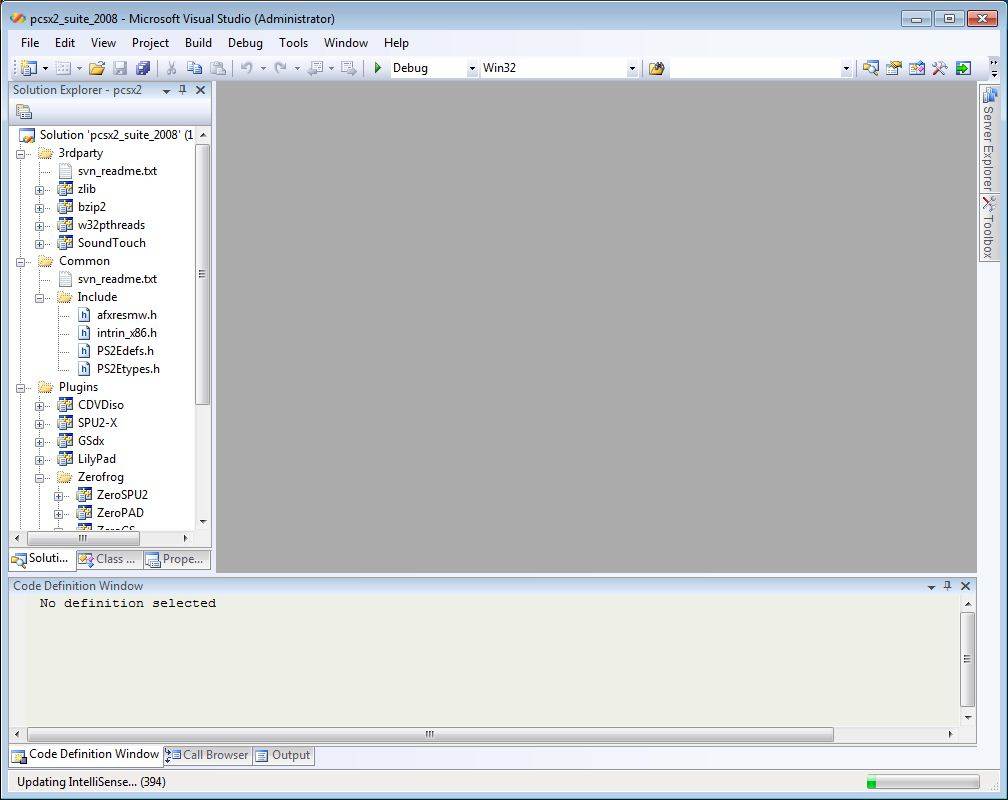 pcsx2_suite_2008 - Microsoft Visual Studio (Administrator)
File Edit View Project Build Debug Tools Window Help
Debug Win32
Solution Explorer - pcsx2
Solution 'pcsx2_suite_2008' (1
3rdparty
svn_readme.txt
zlib
bzip2
w32pthreads
SoundTouch
Common
svn_readme.txt
Include
afxresmw.h
intrin_x86.h
PS2Edefs.h
PS2Etypes.h
Plugins
CDVDiso
SPU2-X
GSdx
LilyPad
Zerofrog
ZeroSPU2
ZeroPAD
ZeroGS
Soluti... Class ... Prope...
Server Explorer
Toolbox
Code Definition Window
No definition selected
Code Definition Window Call Browser Output
Updating IntelliSense... (394)